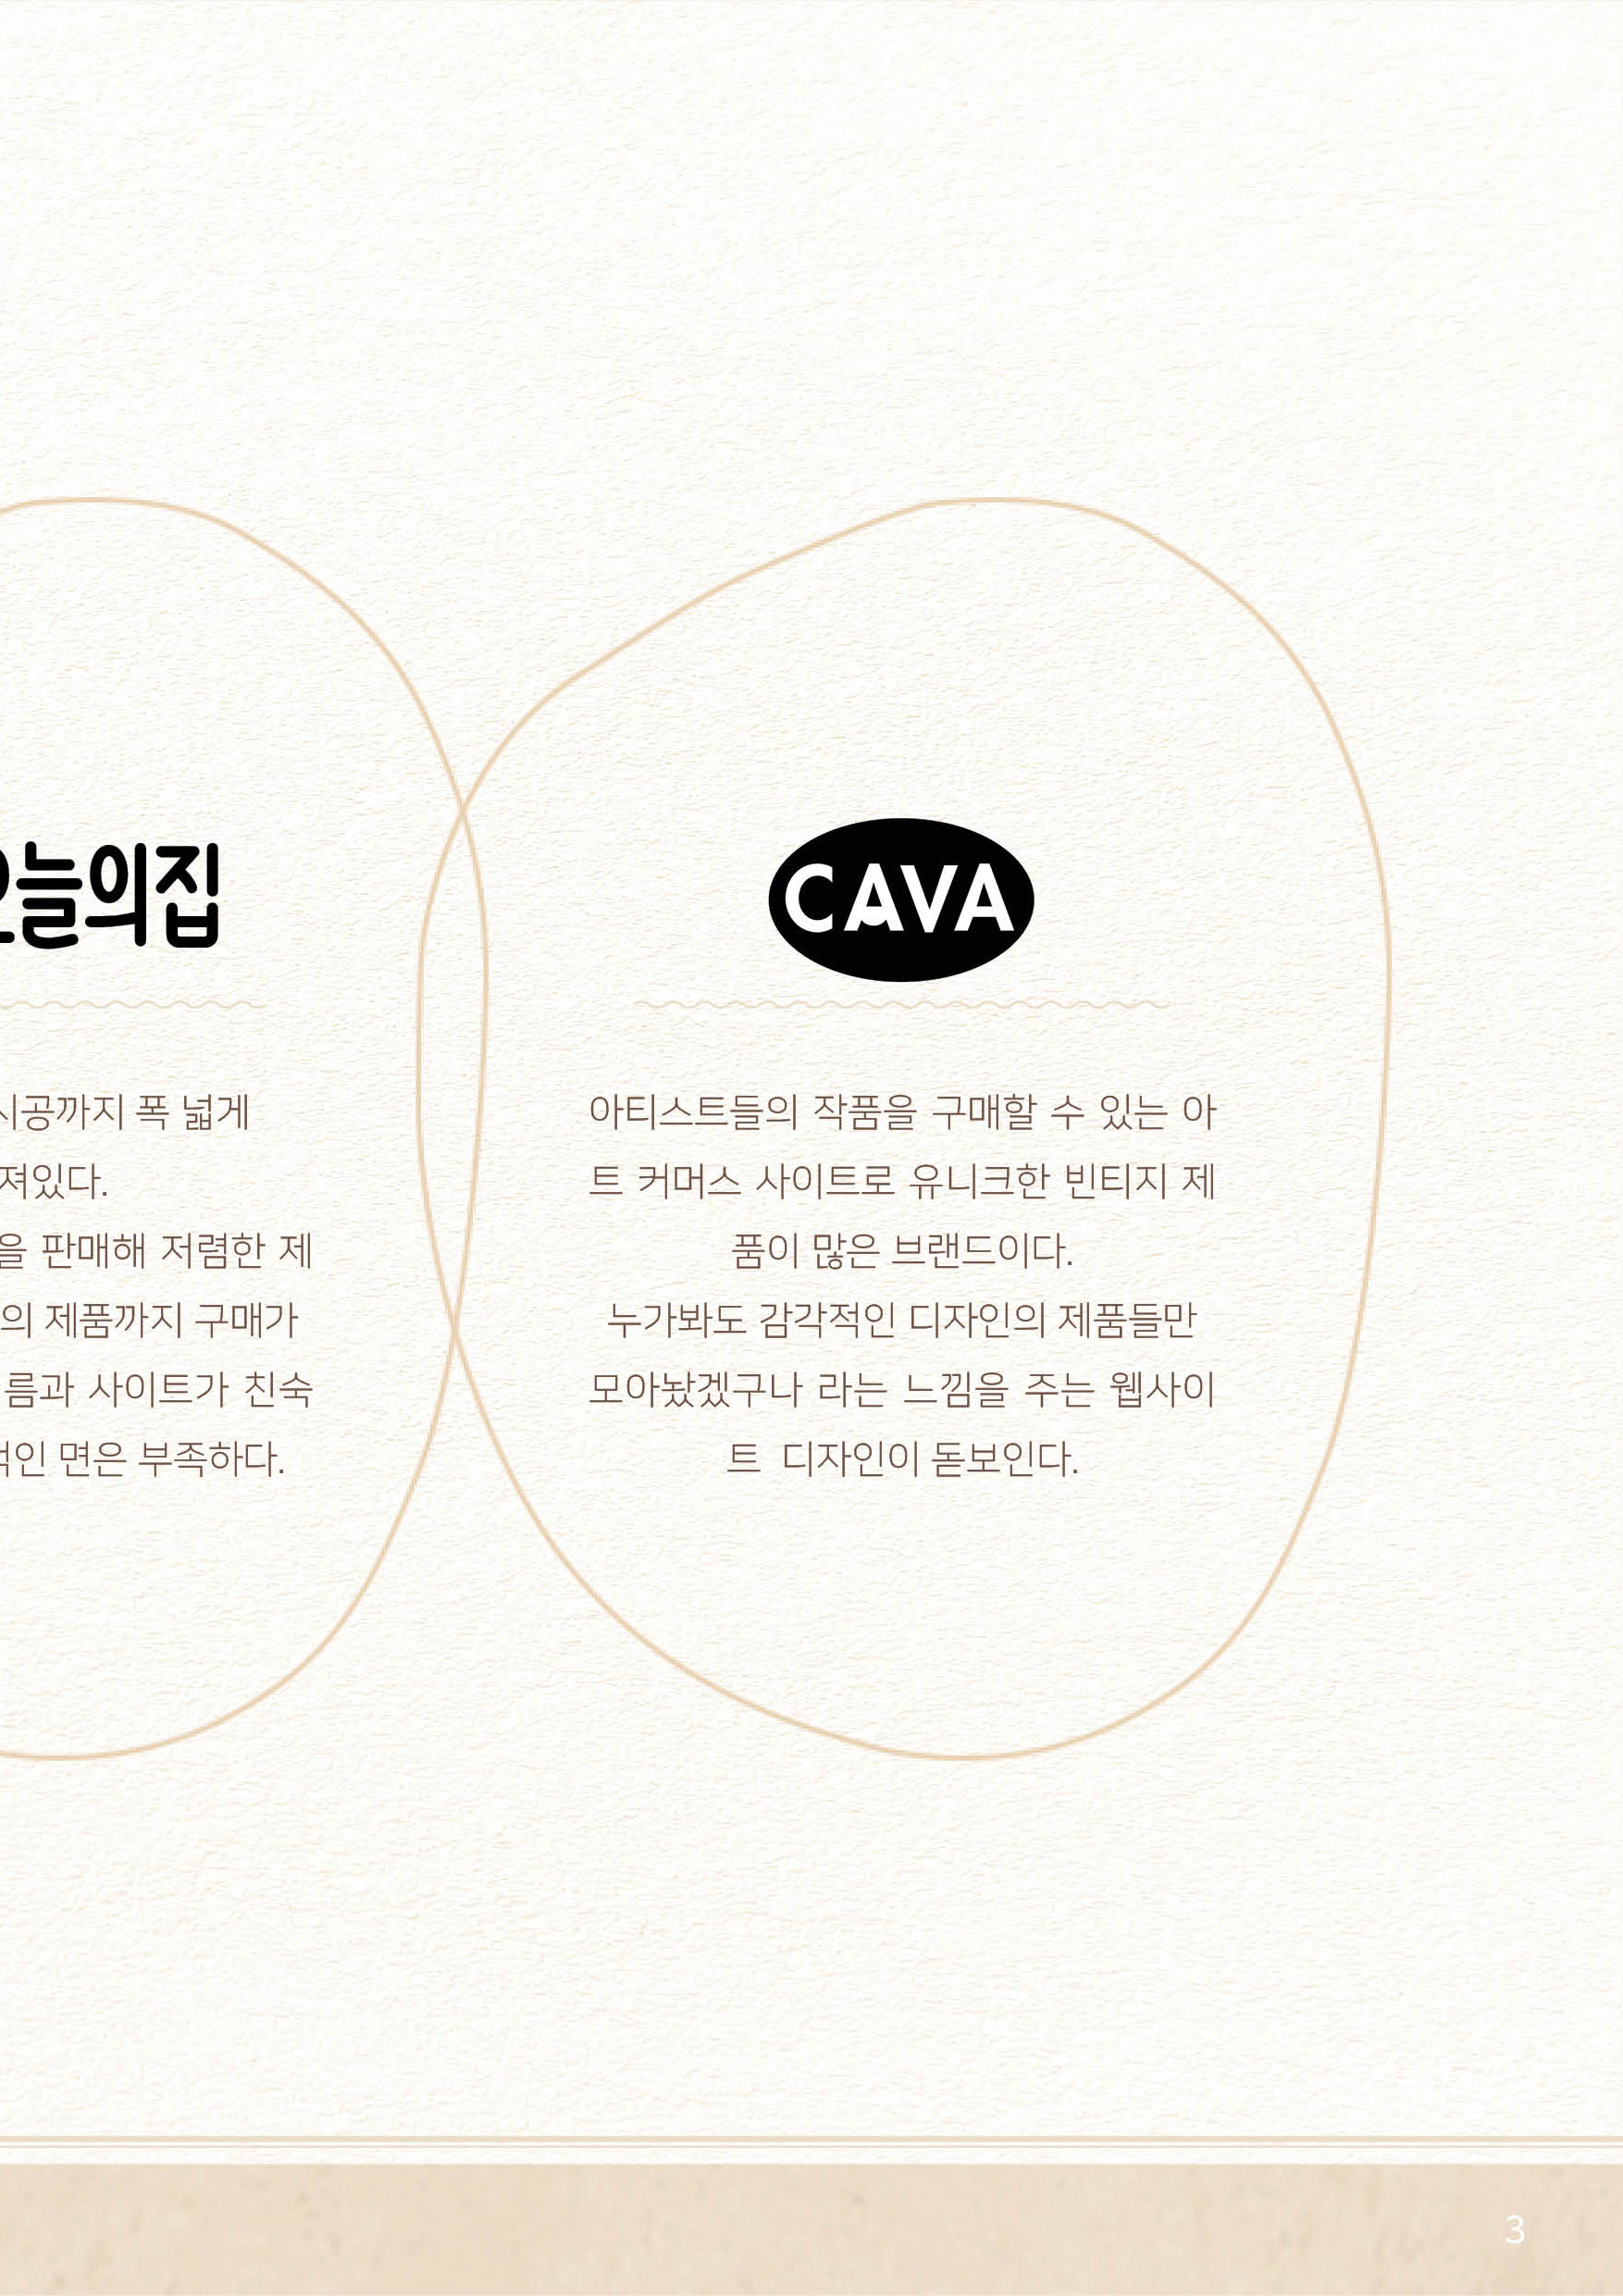 오늘의집
시공까지 폭 넓게
져있다.
을 판매해 저렴한 제
의 제품까지 구매가
름과 사이트가 친숙
적인 면은 부족하다.
CAVA
아티스트들의 작품을 구매할 수 있는 아
트 커머스 사이트로 유니크한 빈티지 제
품이 많은 브랜드이다.
누가봐도 감각적인 디자인의 제품들만
모아놨겠구나 라는 느낌을 주는 웹사이
트 디자인이 돋보인다.
3